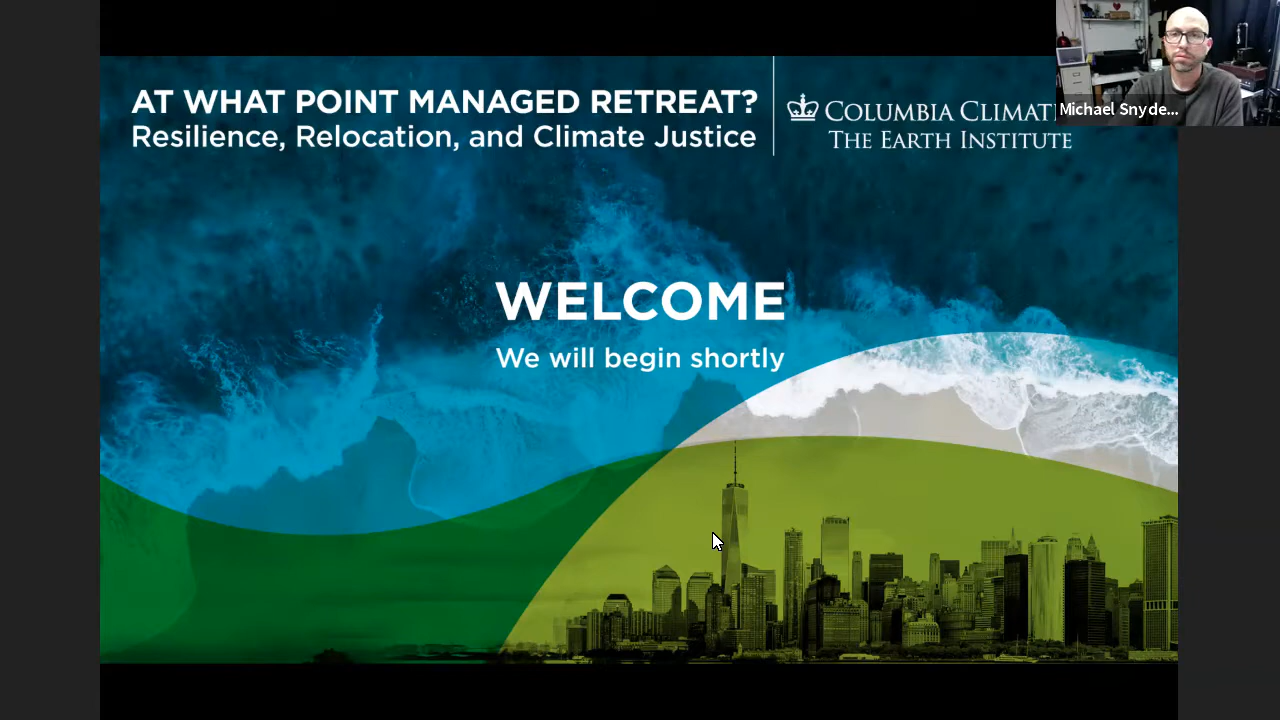 AT WHAT POINT MANAGED RETREAT?
Resilience, Relocation, and Climate Justice
COLUMBIA CLIMAT
THE EARTH INSTITUTE
Michael Snyde...
WELCOME
We will begin shortly